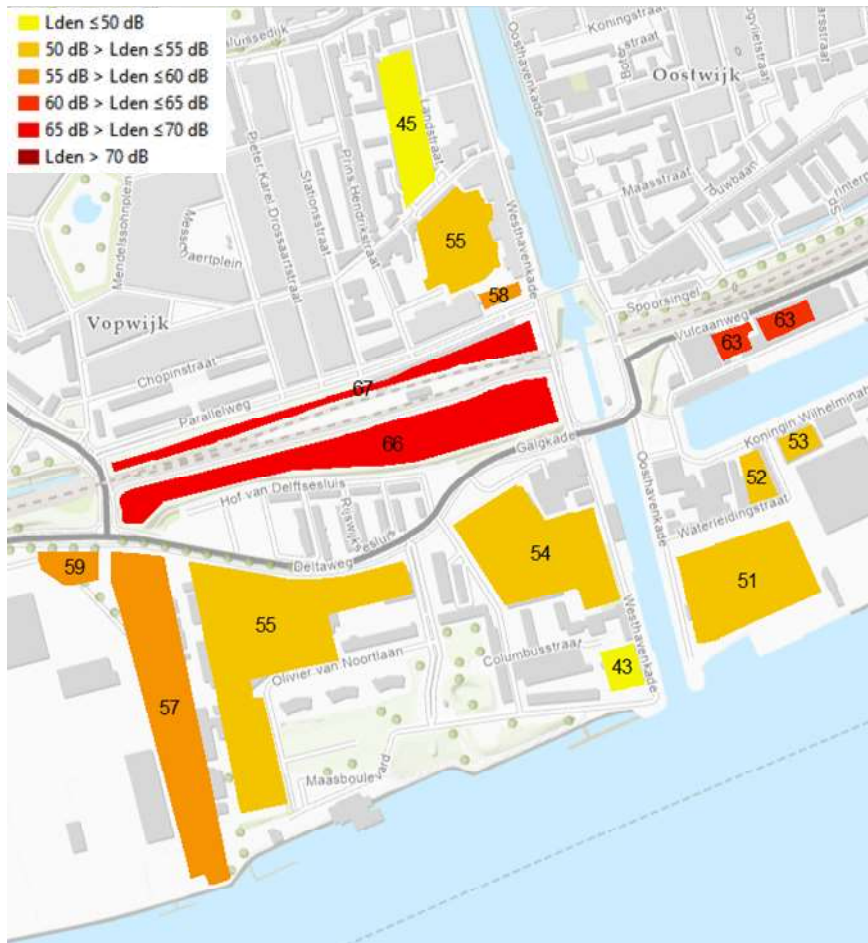 Lden ≤50 dB
50 dB > Lden ≤55 dB
55 dB > Lden ≤60 dB
60 dB > Lden ≤65 dB
65 dB > Lden ≤70 dB
Lden > 70 dB
Koningstraat
Oostwijk
Oosthavenkade
45
Landstraat
Maasstraat
Mendelssohnplein
Pieter Karel Drossaartstraat
Stationsstraat
Prins Hendrikstraat
Westhavenkade
55
58
Spoorsingel
Vopwijk
Vulcaanweg
63
63
Chopinstraat
Parallelweg
67
66
Galgkade
Koningin Wilhelmina
53
52
Hof van Delftsesluis
Oosthavenkade
Waterleidingstraat
Deltaweg
54
59
51
55
Westhavenkade
Columbusstraat
43
Olivier van Noortlaan
57
Maasboulevard